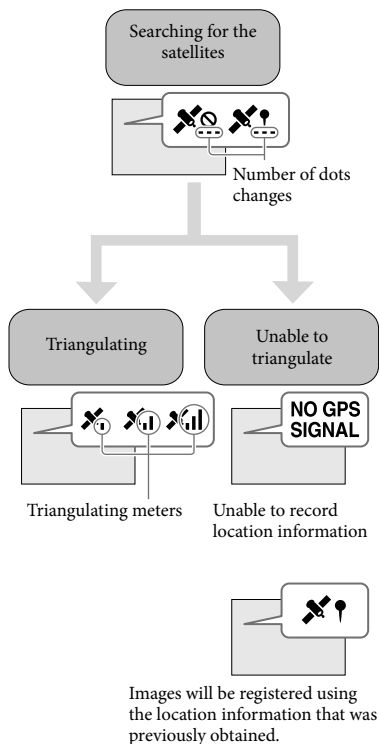 Searching for the
satellites
Number of dots
changes
Triangulating
Unable to
triangulate
NO GPS
SIGNAL
Triangulating meters
Unable to record
location information
Images will be registered using
the location information that was
previously obtained.